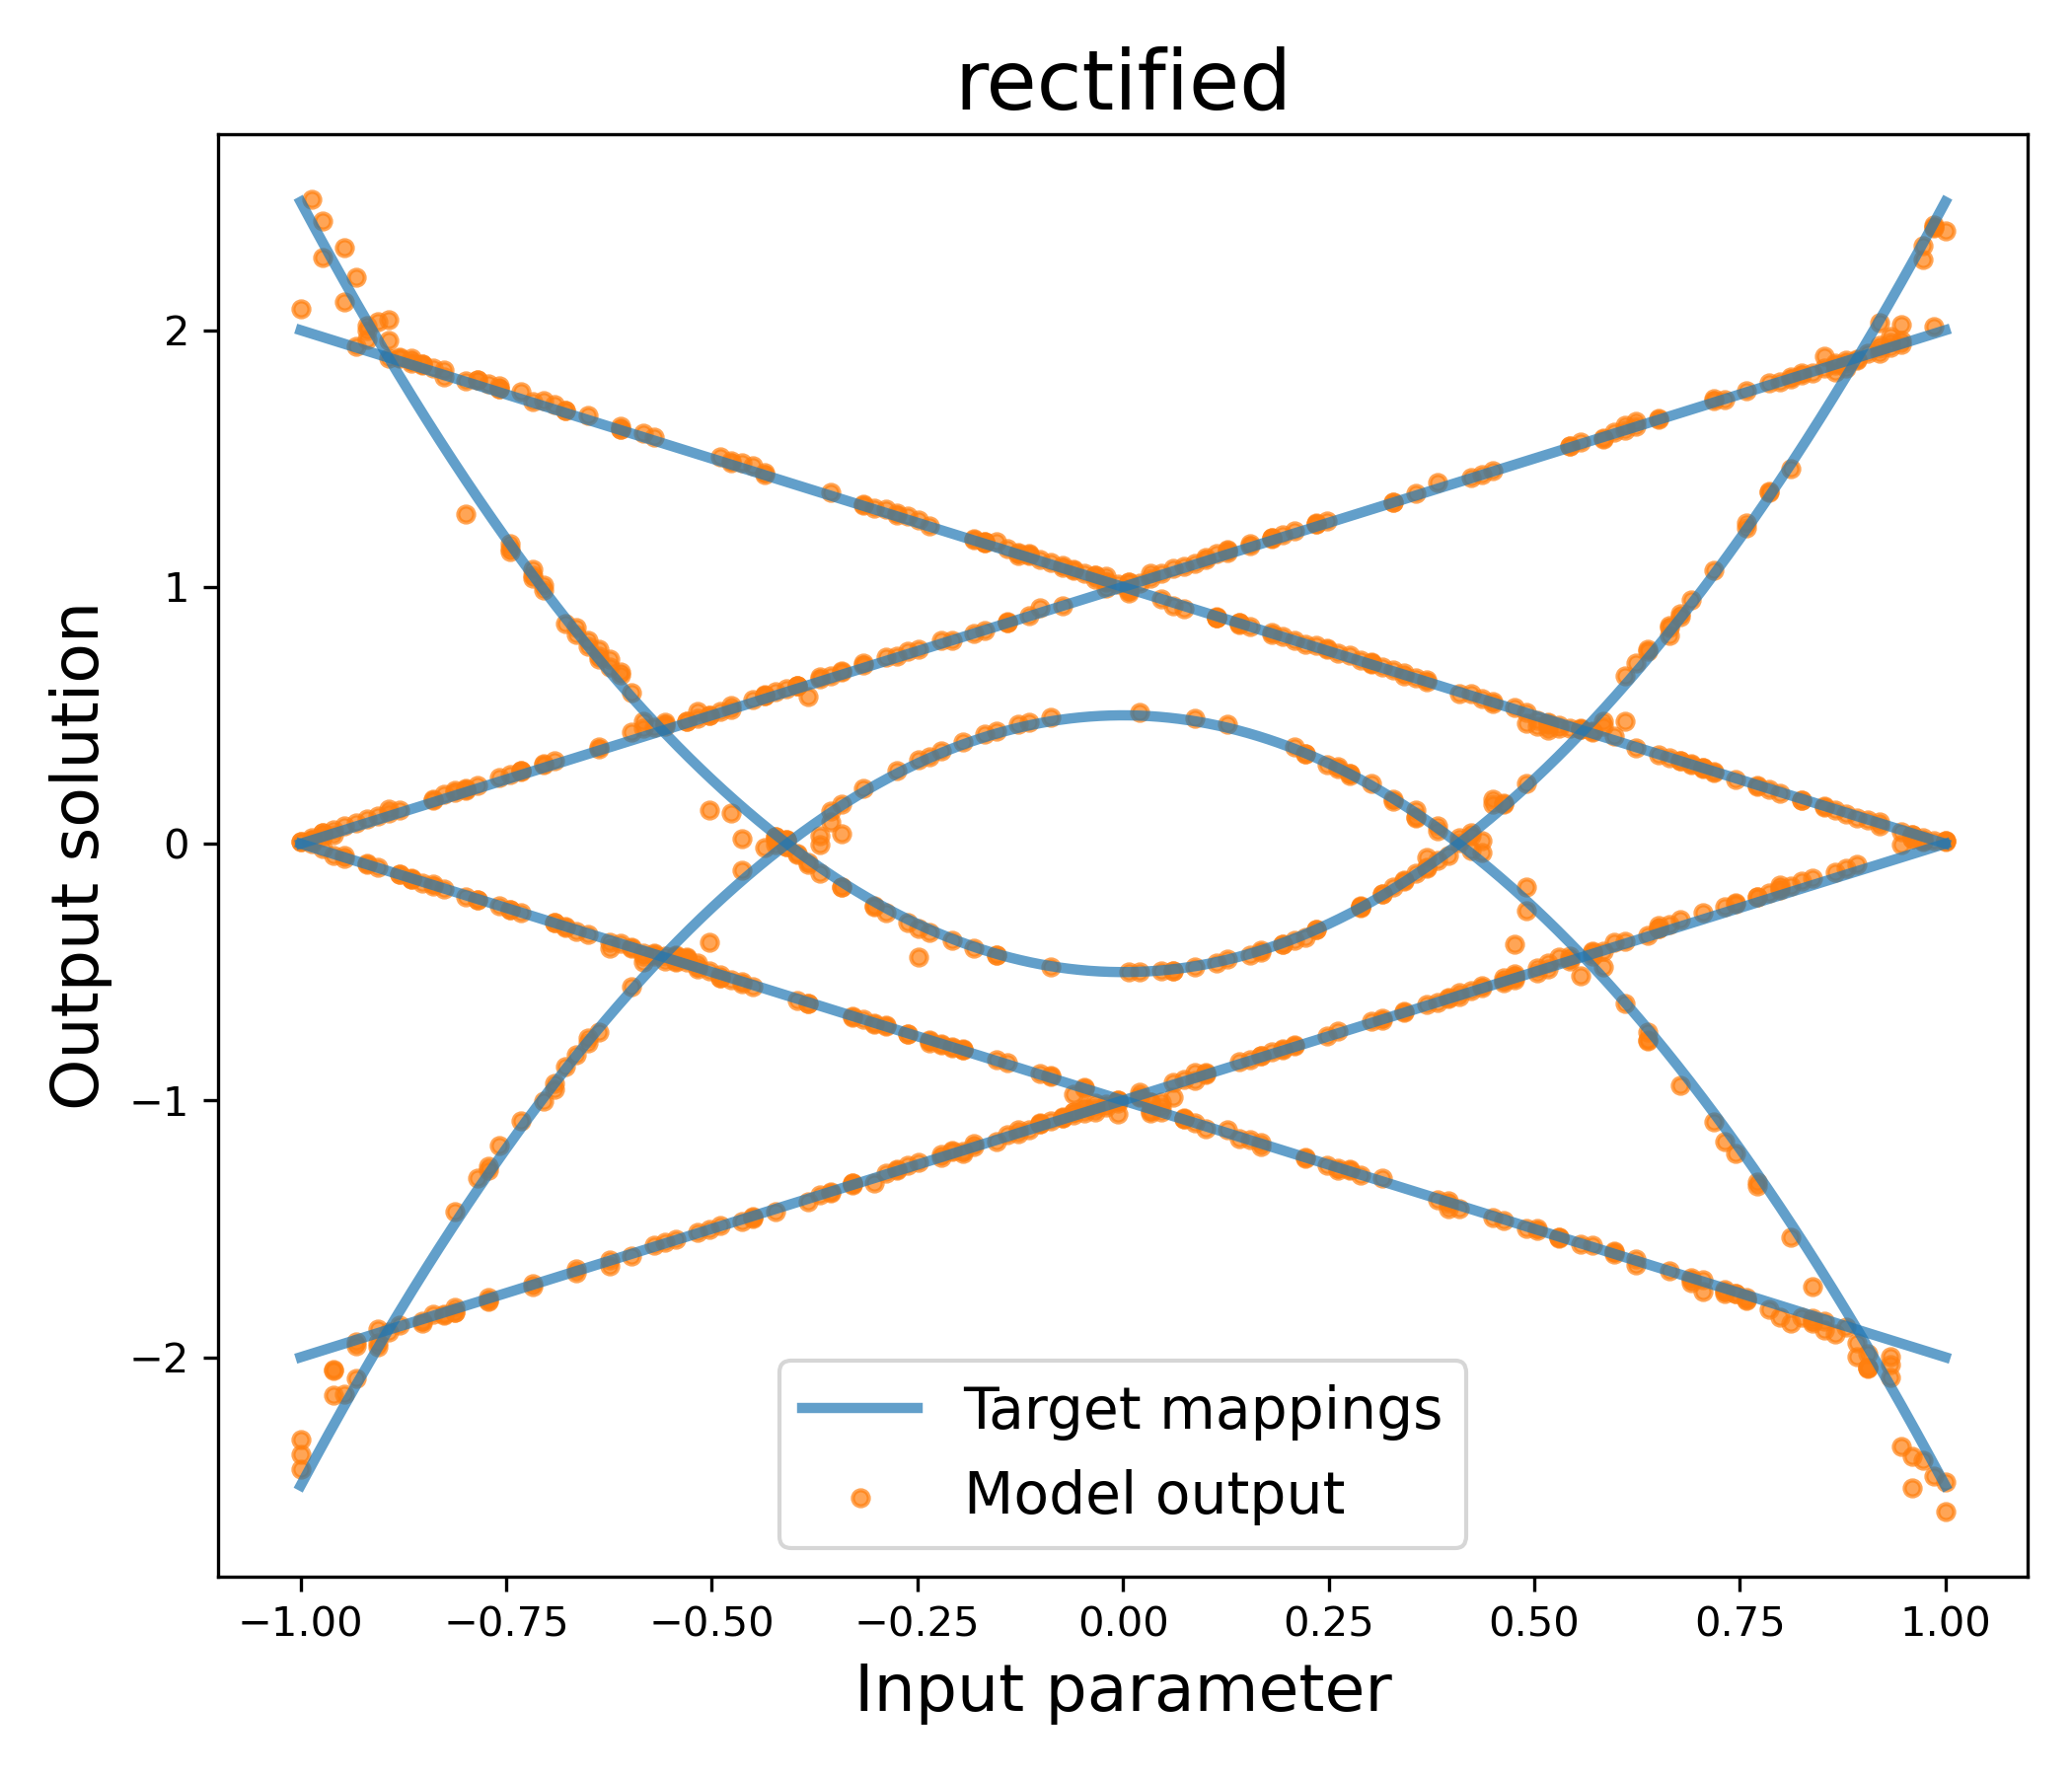 rectified
Output solution
2
1
0
−1
−2
Target mappings
Model output
−1.00 −0.75 −0.50 −0.25 0.00 0.25 0.50 0.75 1.00
Input parameter